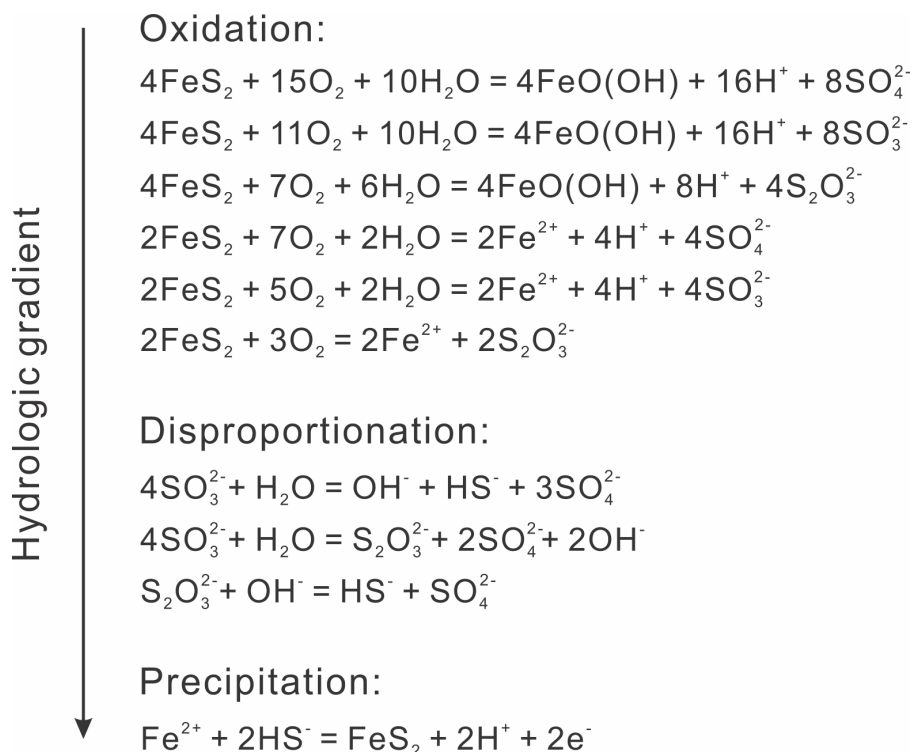 Hydrologic gradient
Oxidation:
4FeS₂ + 15O₂ + 10H₂O = 4FeO(OH) + 16H⁺ + 8SO₄²⁻
4FeS₂ + 11O₂ + 10H₂O = 4FeO(OH) + 16H⁺ + 8SO₃²⁻
4FeS₂ + 7O₂ + 6H₂O = 4FeO(OH) + 8H⁺ + 4S₂O₃²⁻
2FeS₂ + 7O₂ + 2H₂O = 2Fe²⁺ + 4H⁺ + 4SO₄²⁻
2FeS₂ + 5O₂ + 2H₂O = 2Fe²⁺ + 4H⁺ + 4SO₃²⁻
2FeS₂ + 3O₂ = 2Fe²⁺ + 2S₂O₃²⁻
Disproportionation:
4SO₃²⁻ + H₂O = OH⁻ + HS⁻ + 3SO₄²⁻
4SO₃²⁻ + H₂O = S₂O₃²⁻ + 2SO₄²⁻ + 2OH⁻
S₂O₃²⁻ + OH⁻ = HS⁻ + SO₄²⁻
Precipitation:
Fe²⁺ + 2HS⁻ = FeS₂ + 2H⁺ + 2e⁻